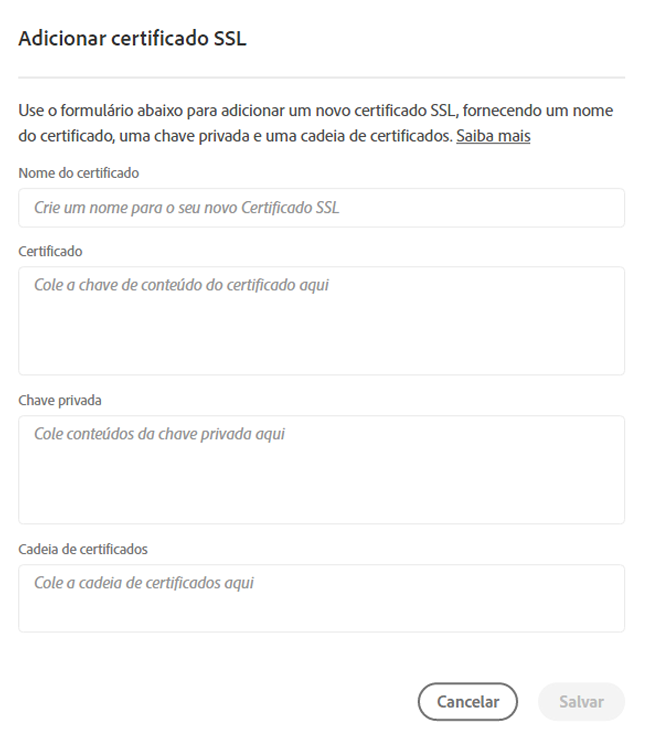 Adicionar certificado SSL
Use o formulário abaixo para adicionar um novo certificado SSL, fornecendo um nome
do certificado, uma chave privada e uma cadeia de certificados. Saiba mais
Nome do certificado
Crie um nome para o seu novo Certificado SSL
Certificado
Cole a chave de conteúdo do certificado aqui
Chave privada
Cole conteúdos da chave privada aqui
Cadeia de certificados
Cole a cadeia de certificados aqui
Cancelar Salvar